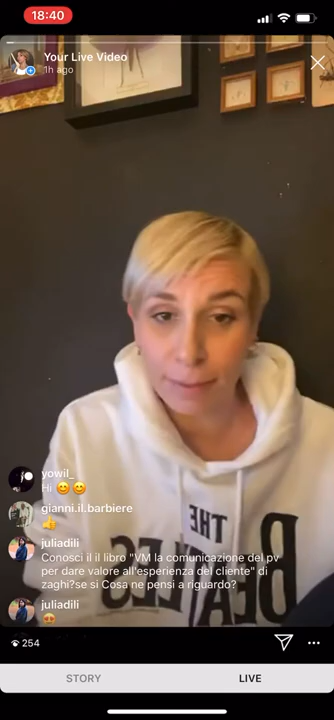 18:40
Your Live Video
1h ago
yowil_
Hi 😊😊
gianni.il.barbiere
👍
juliadili
Conosci il il libro "VM la comunicazione del pv
per dare valore all'esperienza del cliente" di
zaghi?se si Cosa ne pensi a riguardo?
juliadili
😍
THE
BEATLES
254
STORY
LIVE